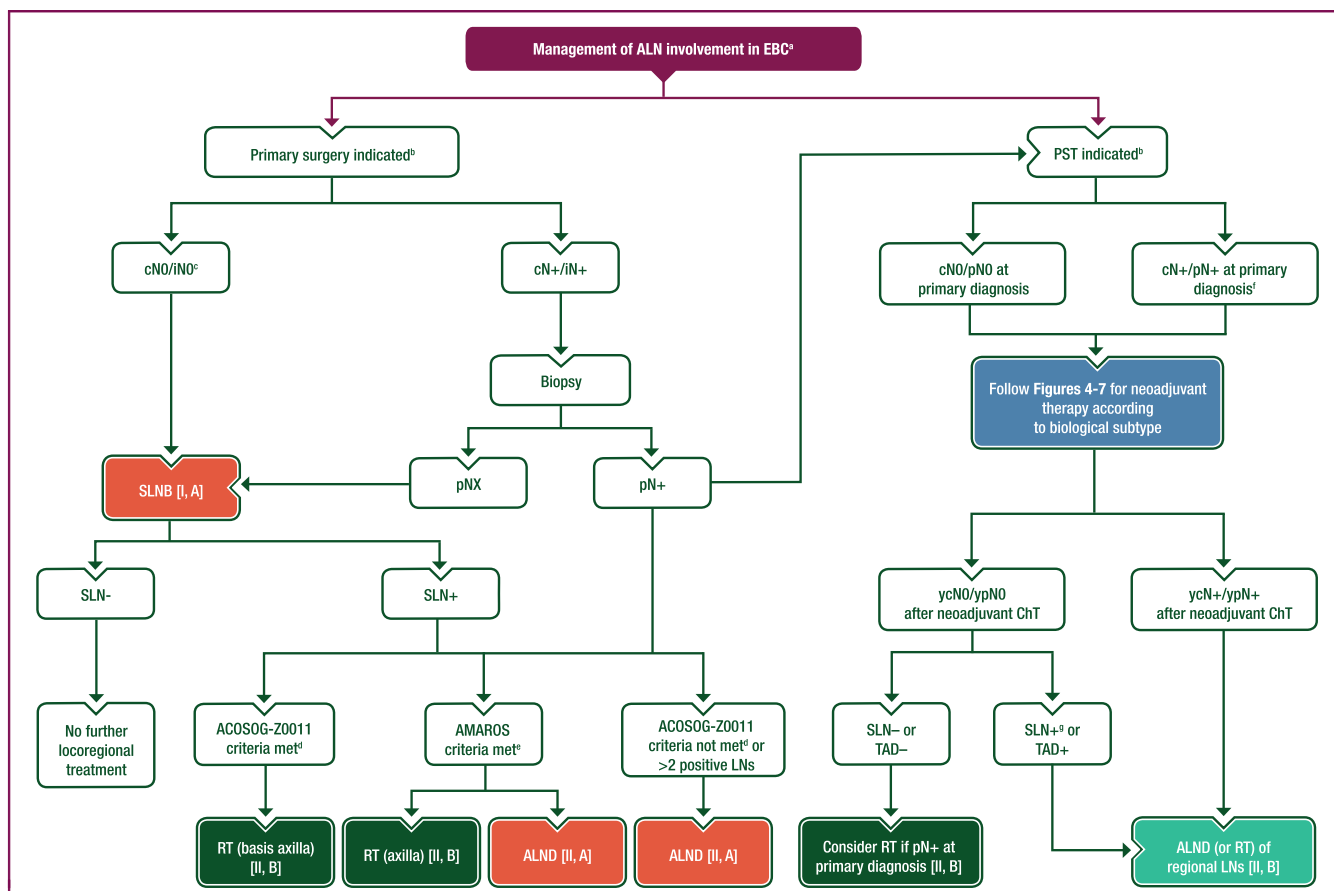 Management of ALN involvement in EBCᵃ
Primary surgery indicatedᵇ
PST indicatedᵇ
cN0/iN0ᶜ
cN+/iN+
cN0/pN0 at
primary diagnosis
cN+/pN+ at primary
diagnosisᶠ
Biopsy
Follow Figures 4-7 for neoadjuvant
therapy according
to biological subtype
SLNB [I, A]
pNX
pN+
SLN-
SLN+
ycN0/ypN0
after neoadjuvant ChT
ycN+/ypN+
after neoadjuvant ChT
No further
locoregional
treatment
ACOSOG-Z0011
criteria metᵈ
AMAROS
criteria metᵉ
ACOSOG-Z0011
criteria not metᵈ or
>2 positive LNs
SLN– or
TAD–
SLN+ᵍ or
TAD+
RT (basis axilla)
[II, B]
RT (axilla) [II, B]
ALND [II, A]
ALND [II, A]
Consider RT if pN+ at
primary diagnosis [II, B]
ALND (or RT) of
regional LNs [II, B]